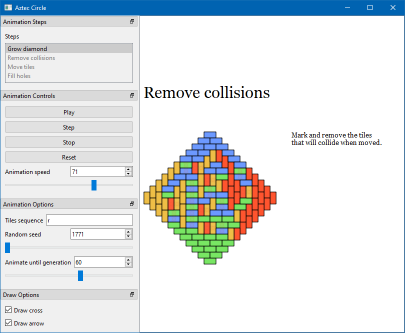 Aztec Circle
Animation Steps
Steps
Grow diamond
Remove collisions
Move tiles
Fill holes
Animation Controls
Play
Step
Stop
Reset
Animation speed 71
Animation Options
Tiles sequence r
Random seed 1771
Animate until generation 60
Draw Options
Draw cross
Draw arrow
Remove collisions
Mark and remove the tiles
that will collide when moved.